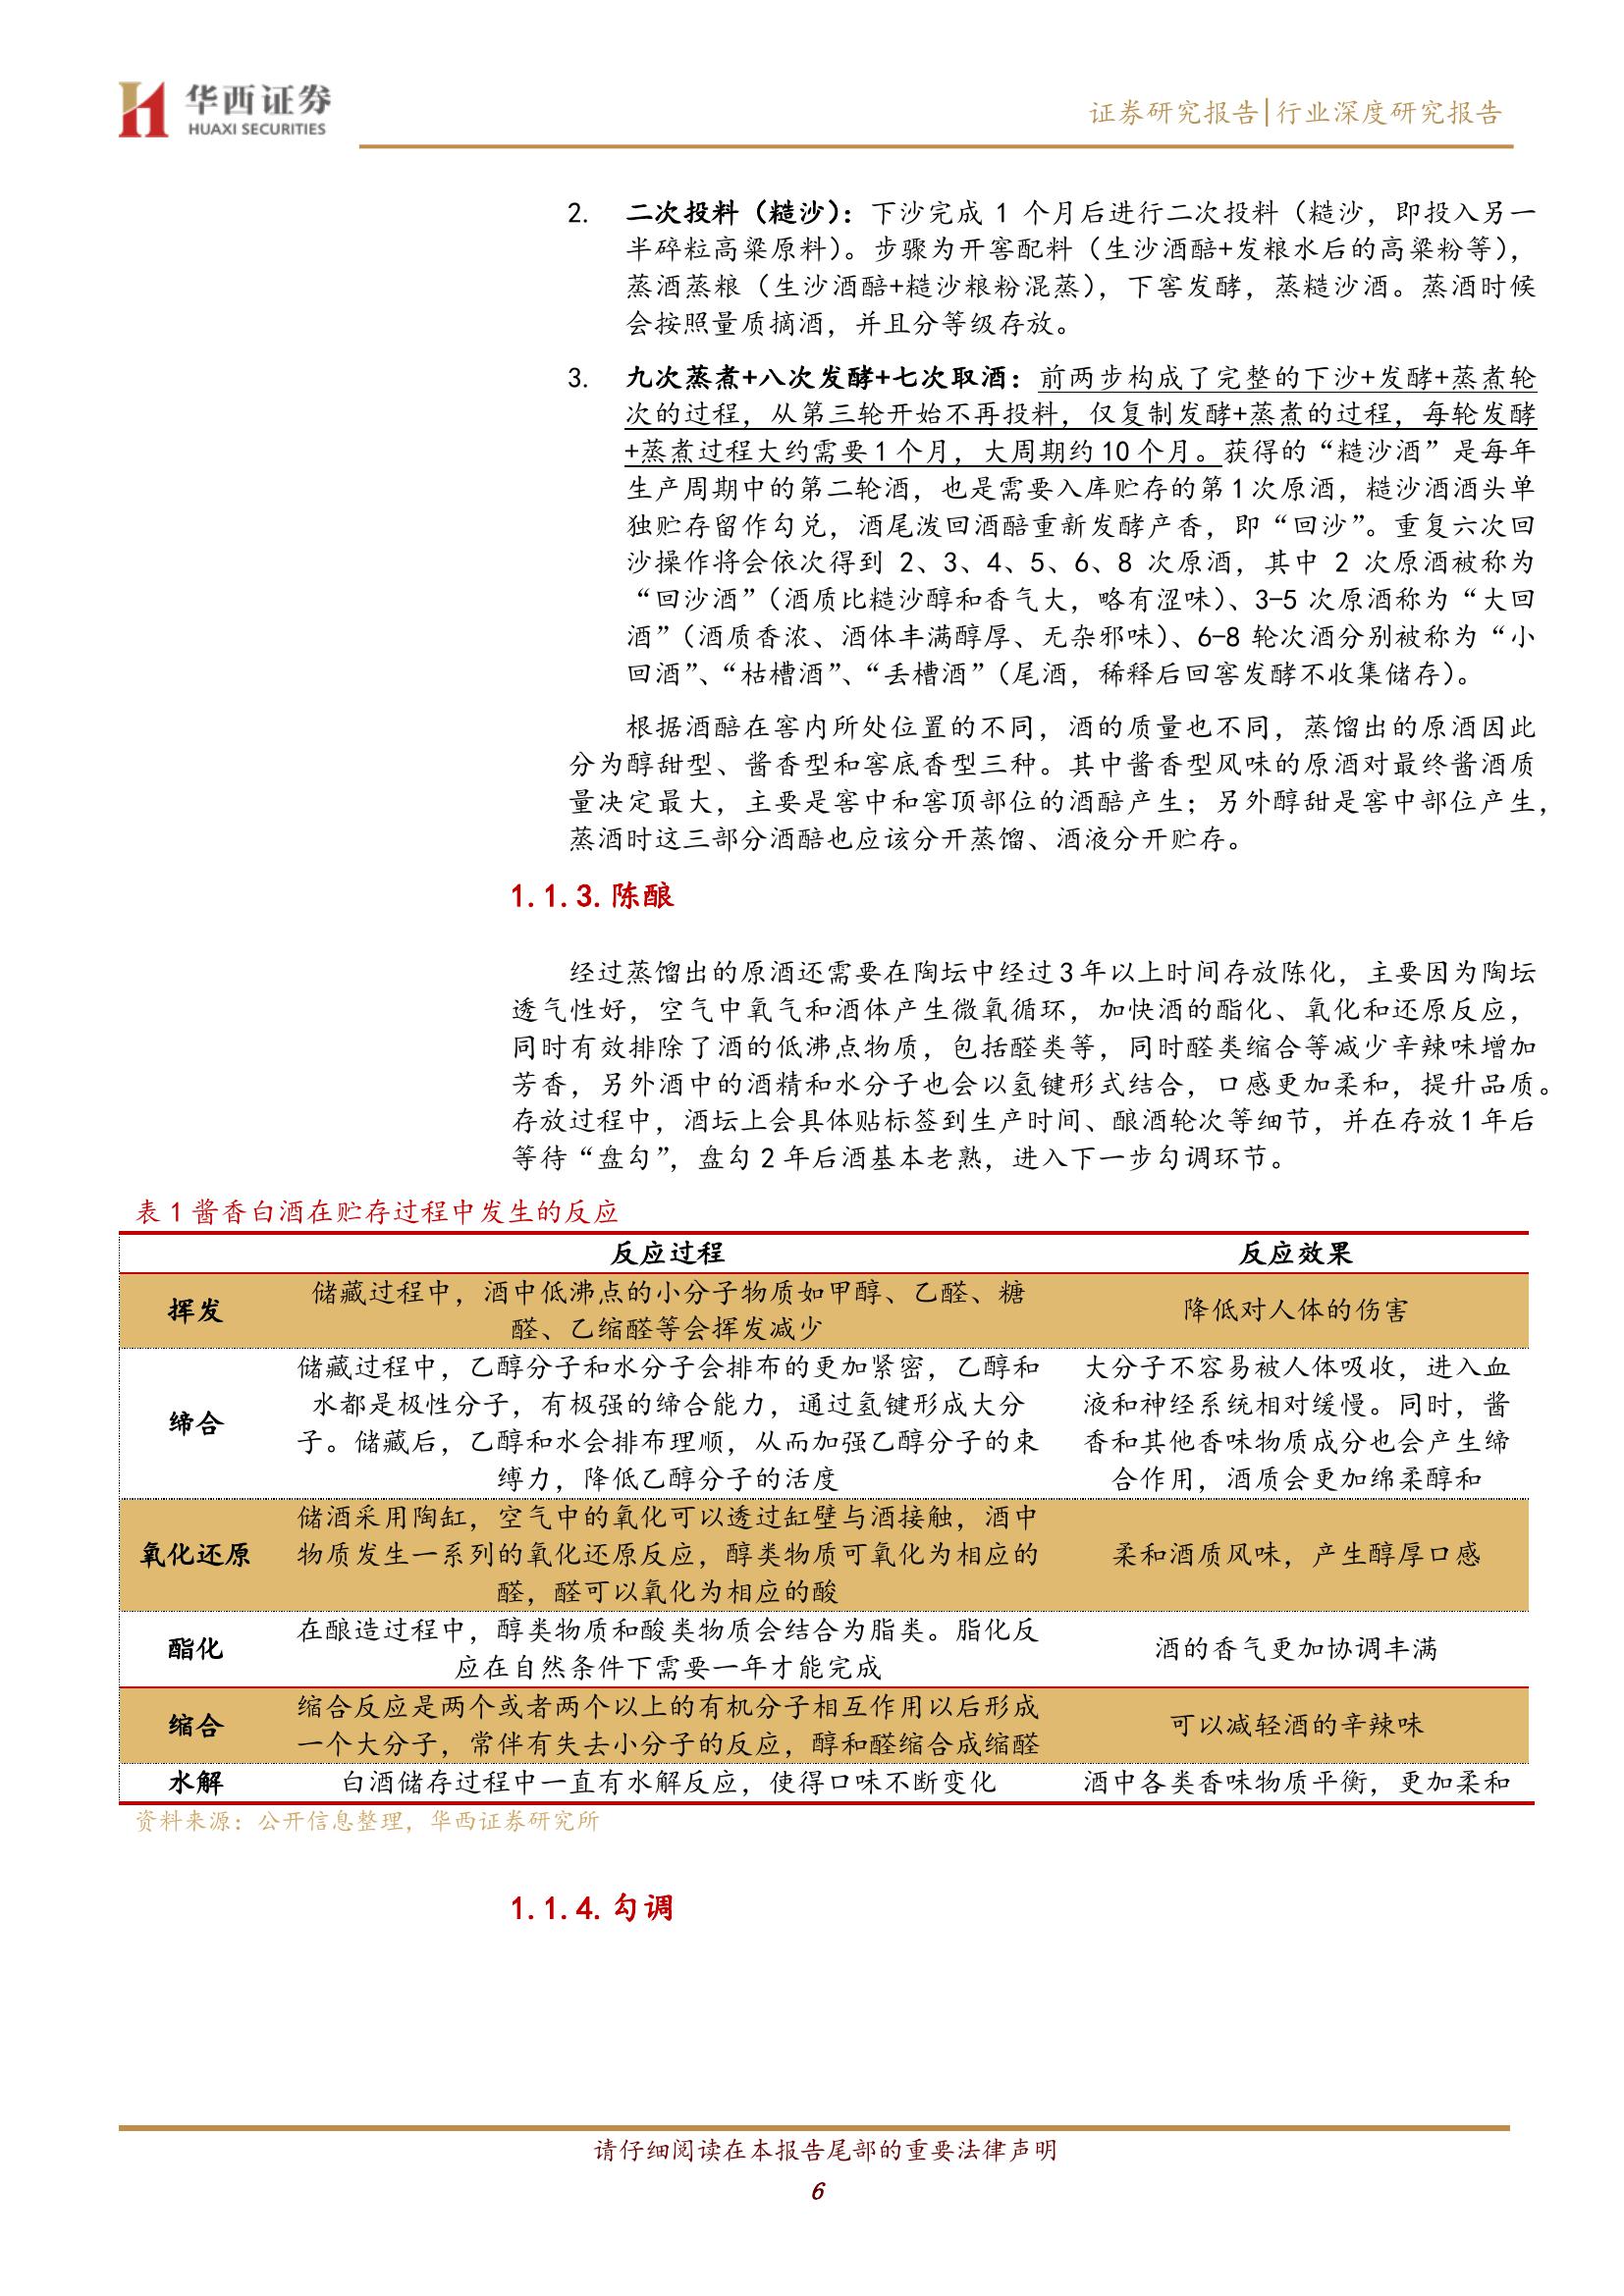 华西证券
HUAXI SECURITIES
证券研究报告|行业深度研究报告
2. 二次投料（糙沙）：下沙完成 1 个月后进行二次投料（糙沙，即投入另一
半碎粒高粱原料）。步骤为开窖配料（生沙酒醅+发粮水后的高粱粉等），
蒸酒蒸粮（生沙酒醅+糙沙粮粉混蒸），下窖发酵，蒸糙沙酒。蒸酒时候
会按照量质摘酒，并且分等级存放。
3. 九次蒸煮+八次发酵+七次取酒：前两步构成了完整的下沙+发酵+蒸煮轮
次的过程，从第三轮开始不再投料，仅复制发酵+蒸煮的过程，每轮发酵
+蒸煮过程大约需要 1 个月，大周期约 10 个月。获得的“糙沙酒”是每年
生产周期中的第二轮酒，也是需要入库贮存的第 1 次原酒，糙沙酒酒头单
独贮存留作勾兑，酒尾泼回酒醅重新发酵产香，即“回沙”。重复六次回
沙操作将会依次得到 2、3、4、5、6、8 次原酒，其中 2 次原酒被称为
“回沙酒”（酒质比糙沙醇和香气大，略有涩味）、3-5 次原酒称为“大回
酒”（酒质香浓、酒体丰满醇厚、无杂邪味）、6-8 轮次酒分别被称为“小
回酒”、“枯槽酒”、“丢槽酒”（尾酒，稀释后回窖发酵不收集储存）。
根据酒醅在窖内所处位置的不同，酒的质量也不同，蒸馏出的原酒因此
分为醇甜型、酱香型和窖底香型三种。其中酱香型风味的原酒对最终酱酒质
量决定最大，主要是窖中和窖顶部位的酒醅产生；另外醇甜是窖中部位产生，
蒸酒时这三部分酒醅也应该分开蒸馏、酒液分开贮存。
1.1.3. 陈酿
经过蒸馏出的原酒还需要在陶坛中经过 3 年以上时间存放陈化，主要因为陶坛
透气性好，空气中氧气和酒体产生微氧循环，加快酒的酯化、氧化和还原反应，
同时有效排除了酒的低沸点物质，包括醛类等，同时醛类缩合等减少辛辣味增加
芳香，另外酒中的酒精和水分子也会以氢键形式结合，口感更加柔和，提升品质。
存放过程中，酒坛上会具体贴标签到生产时间、酿酒轮次等细节，并在存放 1 年后
等待“盘勾”，盘勾 2 年后酒基本老熟，进入下一步勾调环节。
表 1 酱香白酒在贮存过程中发生的反应
反应过程 反应效果
挥发 储藏过程中，酒中低沸点的小分子物质如甲醇、乙醛、糖
醛、乙缩醛等会挥发减少 降低对人体的伤害
缔合 储藏过程中，乙醇分子和水分子会排布的更加紧密，乙醇和
水都是极性分子，有极强的缔合能力，通过氢键形成大分
子。储藏后，乙醇和水会排布理顺，从而加强乙醇分子的束
缚力，降低乙醇分子的活度
大分子不容易被人体吸收，进入血
液和神经系统相对缓慢。同时，酱
香和其他香味物质成分也会产生缔
合作用，酒质会更加绵柔醇和
氧化还原 储酒采用陶缸，空气中的氧化可以透过缸壁与酒接触，酒中
物质发生一系列的氧化还原反应，醇类物质可氧化为相应的
醛，醛可以氧化为相应的酸 柔和酒质风味，产生醇厚口感
酯化 在酿造过程中，醇类物质和酸类物质会结合为脂类。脂化反
应在自然条件下需要一年才能完成 酒的香气更加协调丰满
缩合 缩合反应是两个或者两个以上的有机分子相互作用以后形成
一个大分子，常伴有失去小分子的反应，醇和醛缩合成缩醛 可以减轻酒的辛辣味
水解 白酒储存过程中一直有水解反应，使得口味不断变化 酒中各类香味物质平衡，更加柔和
资料来源：公开信息整理，华西证券研究所
1.1.4. 勾调
请仔细阅读在本报告尾部的重要法律声明
6